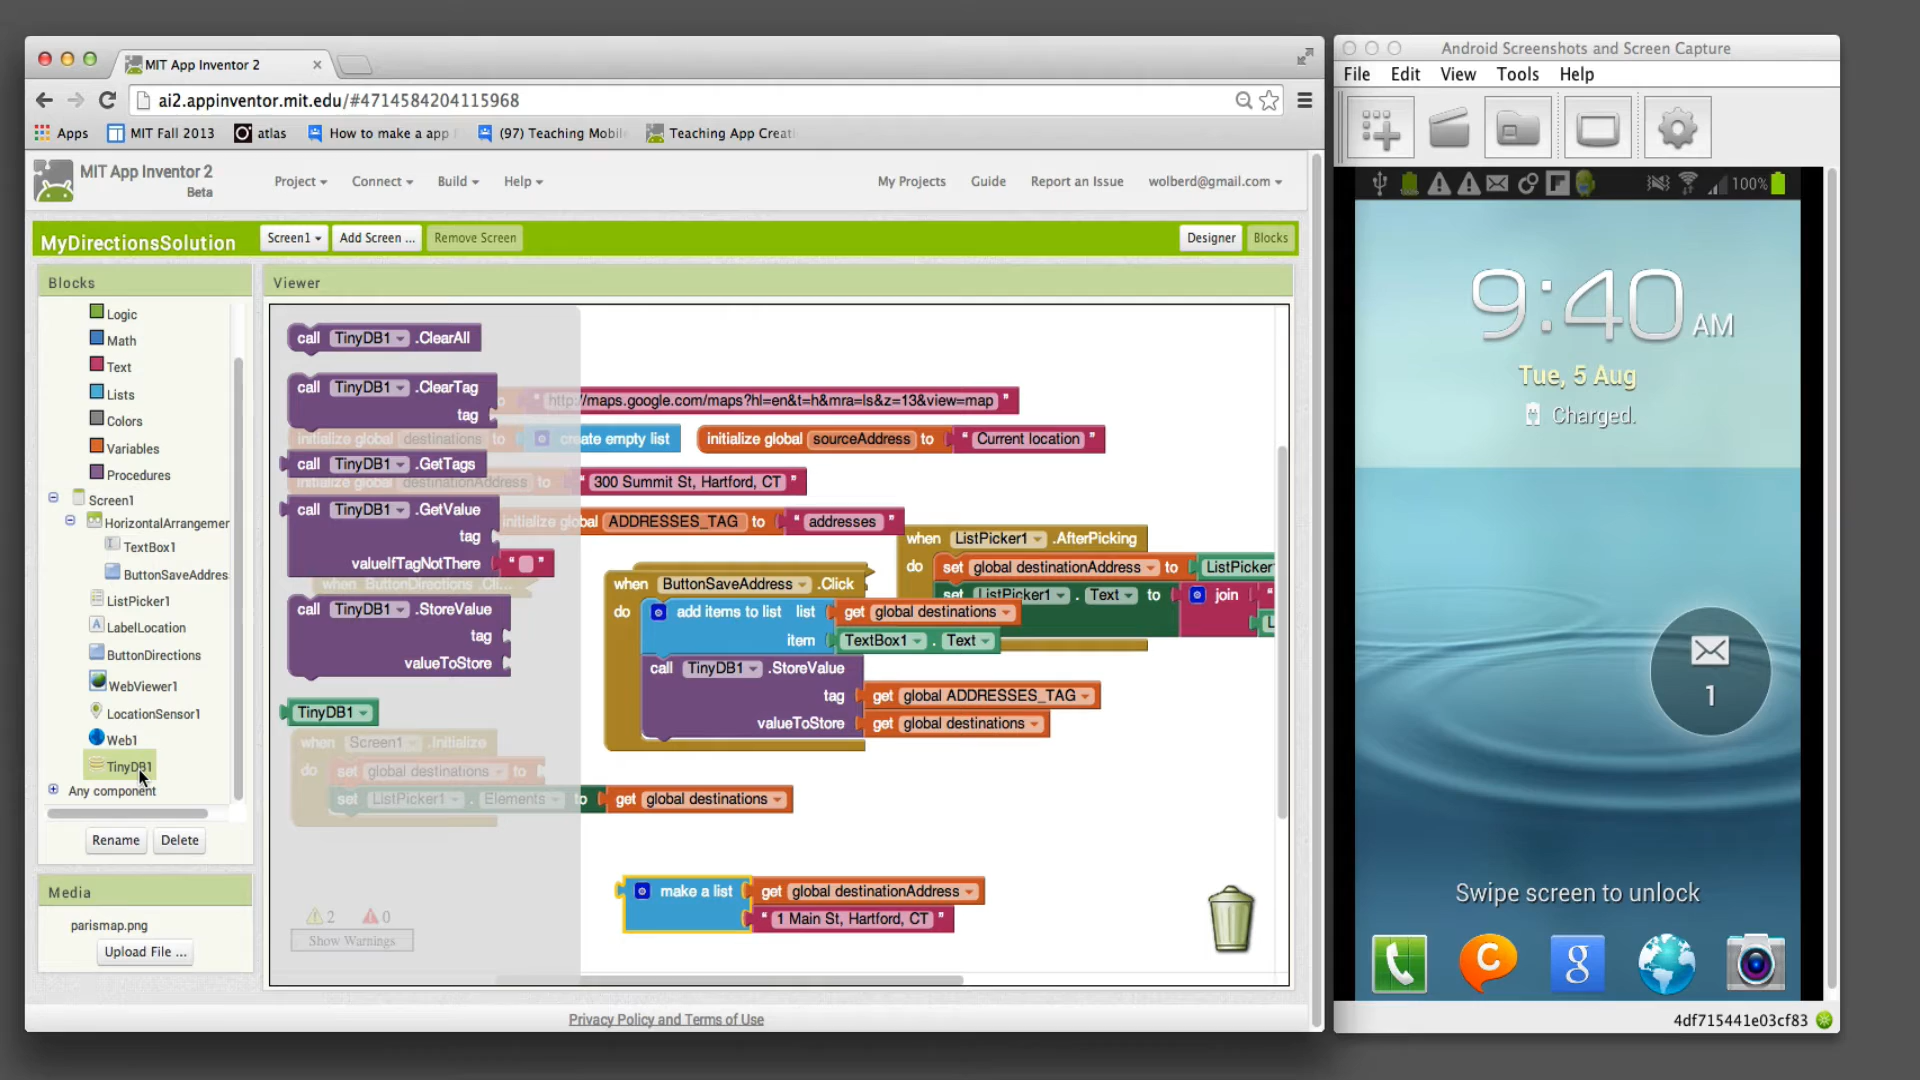 MIT App Inventor 2
ai2.appinventor.mit.edu/#4714584204115968
Apps MIT Fall 2013 atlas How to make a app (97) Teaching Mobil Teaching App Creat
MIT App Inventor 2
Beta
Project Connect Build Help My Projects Guide Report an Issue wolberd@gmail.com
MyDirectionsSolution Screen1 Add Screen ... Remove Screen Designer Blocks
Blocks
Logic
Math
Text
Lists
Colors
Variables
Procedures
Screen1
HorizontalArrangemer
TextBox1
ButtonSaveAddres
ListPicker1
LabelLocation
ButtonDirections
WebViewer1
LocationSensor1
Web1
TinyDB1
Any component
Rename Delete
Media
parismap.png
Upload File ...
Viewer
call TinyDB1 .ClearAll
call TinyDB1 .ClearTag
tag
call TinyDB1 .GetTags
call TinyDB1 .GetValue
tag
valueIfTagNotThere " "
call TinyDB1 .StoreValue
tag
valueToStore
TinyDB1
to " http://maps.google.com/maps?hl=en&t=h&mra=ls&z=13&view=map "
initialize global destinations to create empty list
initialize global sourceAddress to " Current location "
initialize global destinationAddress to " 300 Summit St, Hartford, CT "
initialize global ADDRESSES_TAG to " addresses "
when ButtonDirections .Cli
when ListPicker1 .AfterPicking
do set global destinationAddress to ListPicker
set ListPicker1 . Text to join "
L
when ButtonSaveAddress .Click
do add items to list list get global destinations
item TextBox1 . Text
call TinyDB1 .StoreValue
tag get global ADDRESSES_TAG
valueToStore get global destinations
when Screen1 .Initialize
do set global destinations to
set ListPicker1 . Elements to get global destinations
make a list get global destinationAddress
" 1 Main St, Hartford, CT "
2 0
Show Warnings
Privacy Policy and Terms of Use
Android Screenshots and Screen Capture
File Edit View Tools Help
100%
9:40 AM
Tue, 5 Aug
Charged.
1
Swipe screen to unlock
C g
4df715441e03cf83